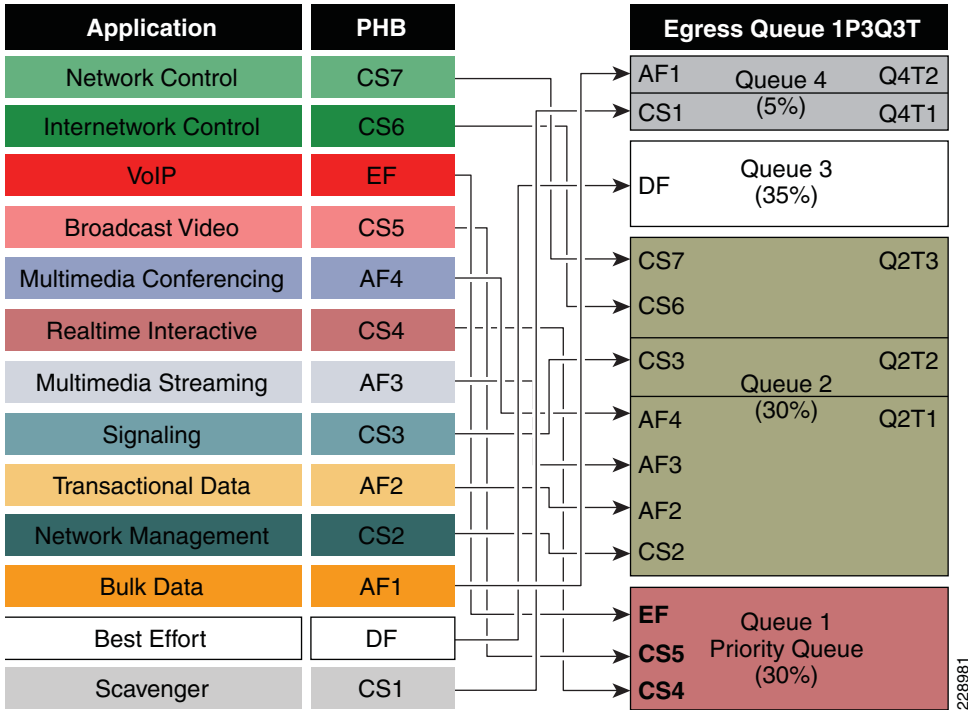 Application PHB Egress Queue 1P3Q3T
Network Control CS7
Internetwork Control CS6
VoIP EF
Broadcast Video CS5
Multimedia Conferencing AF4
Realtime Interactive CS4
Multimedia Streaming AF3
Signaling CS3
Transactional Data AF2
Network Management CS2
Bulk Data AF1
Best Effort DF
Scavenger CS1
AF1 Queue 4 Q4T2
(5%)
CS1 Q4T1
Queue 3
DF
(35%)
CS7 Q2T3
CS6
CS3 Q2T2
Queue 2
(30%)
AF4 Q2T1
AF3
AF2
CS2
EF Queue 1
CS5 Priority Queue
(30%)
CS4
228981